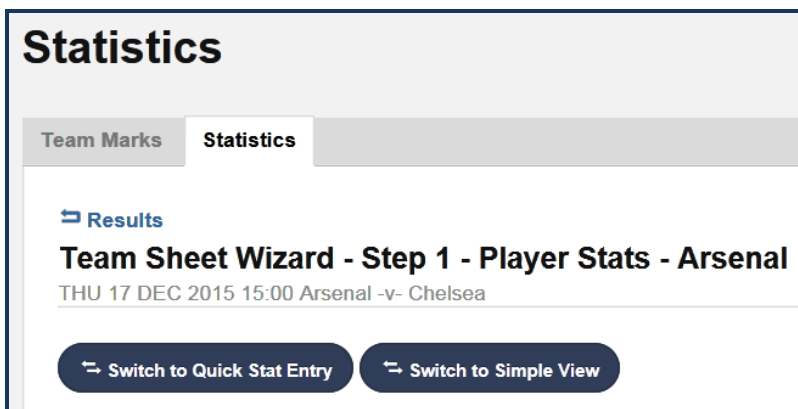 Statistics
Team Marks Statistics
Results
Team Sheet Wizard - Step 1 - Player Stats - Arsenal
THU 17 DEC 2015 15:00 Arsenal -v- Chelsea
Switch to Quick Stat Entry Switch to Simple View